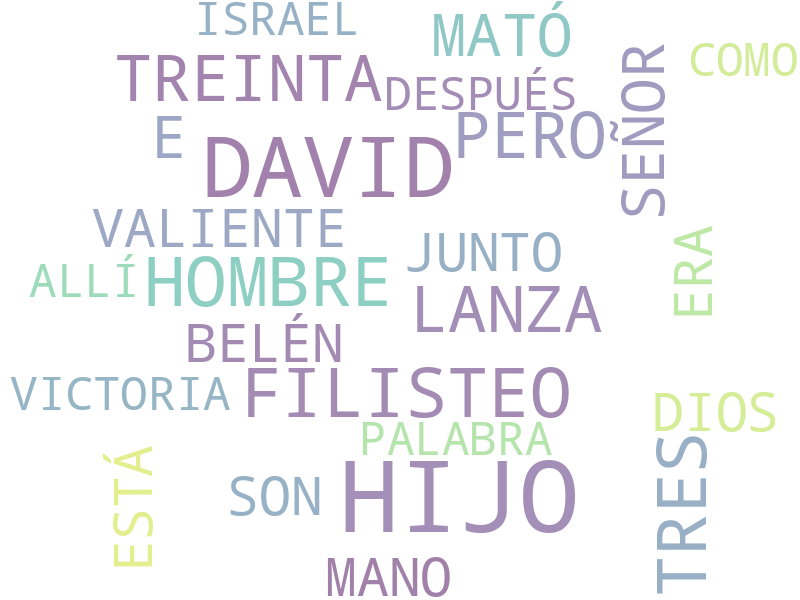 ISRAEL
MATÓ
COMO
TREINTA
DESPUÉS
SEÑOR
E
PERO
DAVID
VALIENTE
JUNTO
ERA
ALLÍ
HOMBRE
LANZA
BELÉN
VICTORIA
FILISTEO
DIOS
PALABRA
TRES
ESTÁ
SON
HIJO
MANO